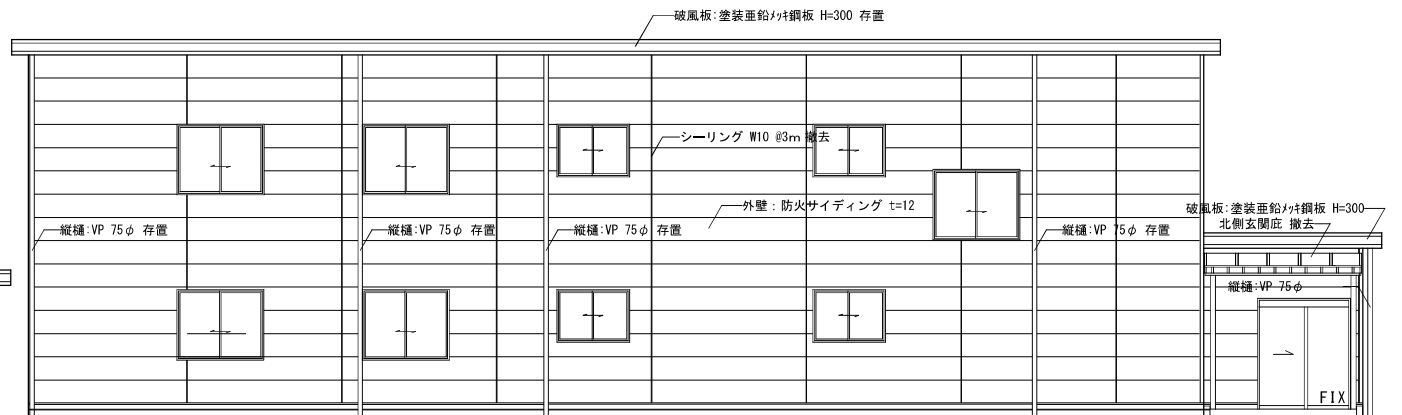 破風板:塗装亜鉛メッキ鋼板 H=300 存置
シーリング W10 @3m 撤去
外壁：防火サイディング t=12
破風板:塗装亜鉛メッキ鋼板 H=300
北側玄関庇 撤去
縦樋:VP 75φ 存置
縦樋:VP 75φ 存置
縦樋:VP 75φ 存置
縦樋:VP 75φ 存置
縦樋:VP 75φ
FIX